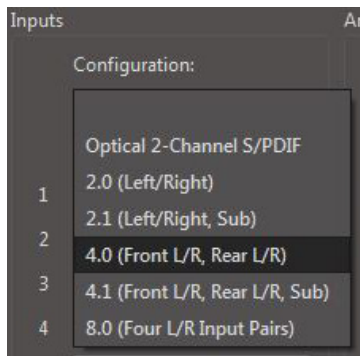 Inputs
Configuration:
Optical 2-Channel S/PDIF
1
2.0 (Left/Right)
2.1 (Left/Right, Sub)
2
4.0 (Front L/R, Rear L/R)
3
4.1 (Front L/R, Rear L/R, Sub)
4
8.0 (Four L/R Input Pairs)